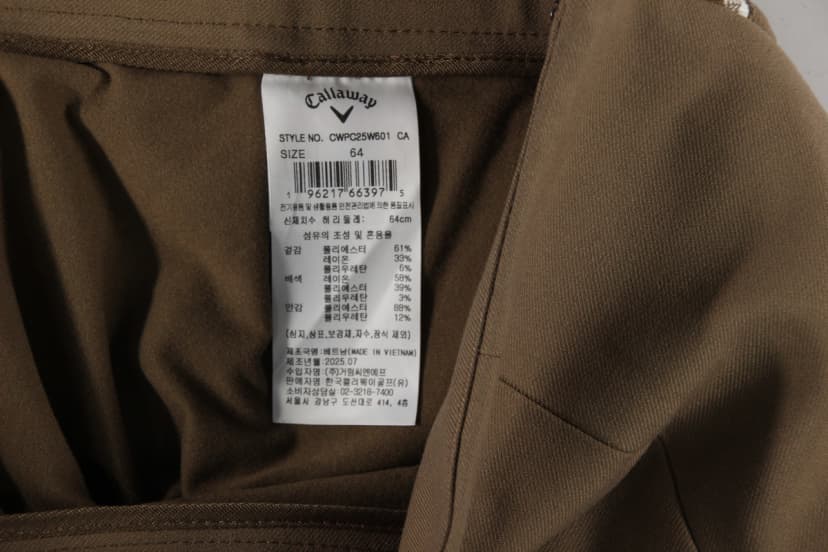 Callaway
STYLE NO. CWPC25W601 CA
SIZE 64
1 96217 66397 5
전기용품 및 생활용품 안전관리법에 의한 품질표시
신체치수 허리둘레: 64cm
섬유의 조성 및 혼용율
겉감 폴리에스터 61%
레이온 33%
폴리우레탄 6%
배색 레이온 58%
폴리에스터 39%
폴리우레탄 3%
안감 폴리에스터 88%
폴리우레탄 12%
(심지,상표,보강재,자수,장식 제외)
제조국명:베트남(MADE IN VIETNAM)
제조년월:2025.07
수입자명:(주)거림씨엔에프
판매자명:한국캘러웨이골프(유)
소비자상담실:02-3218-7400
서울시 강남구 도산대로 414, 4층